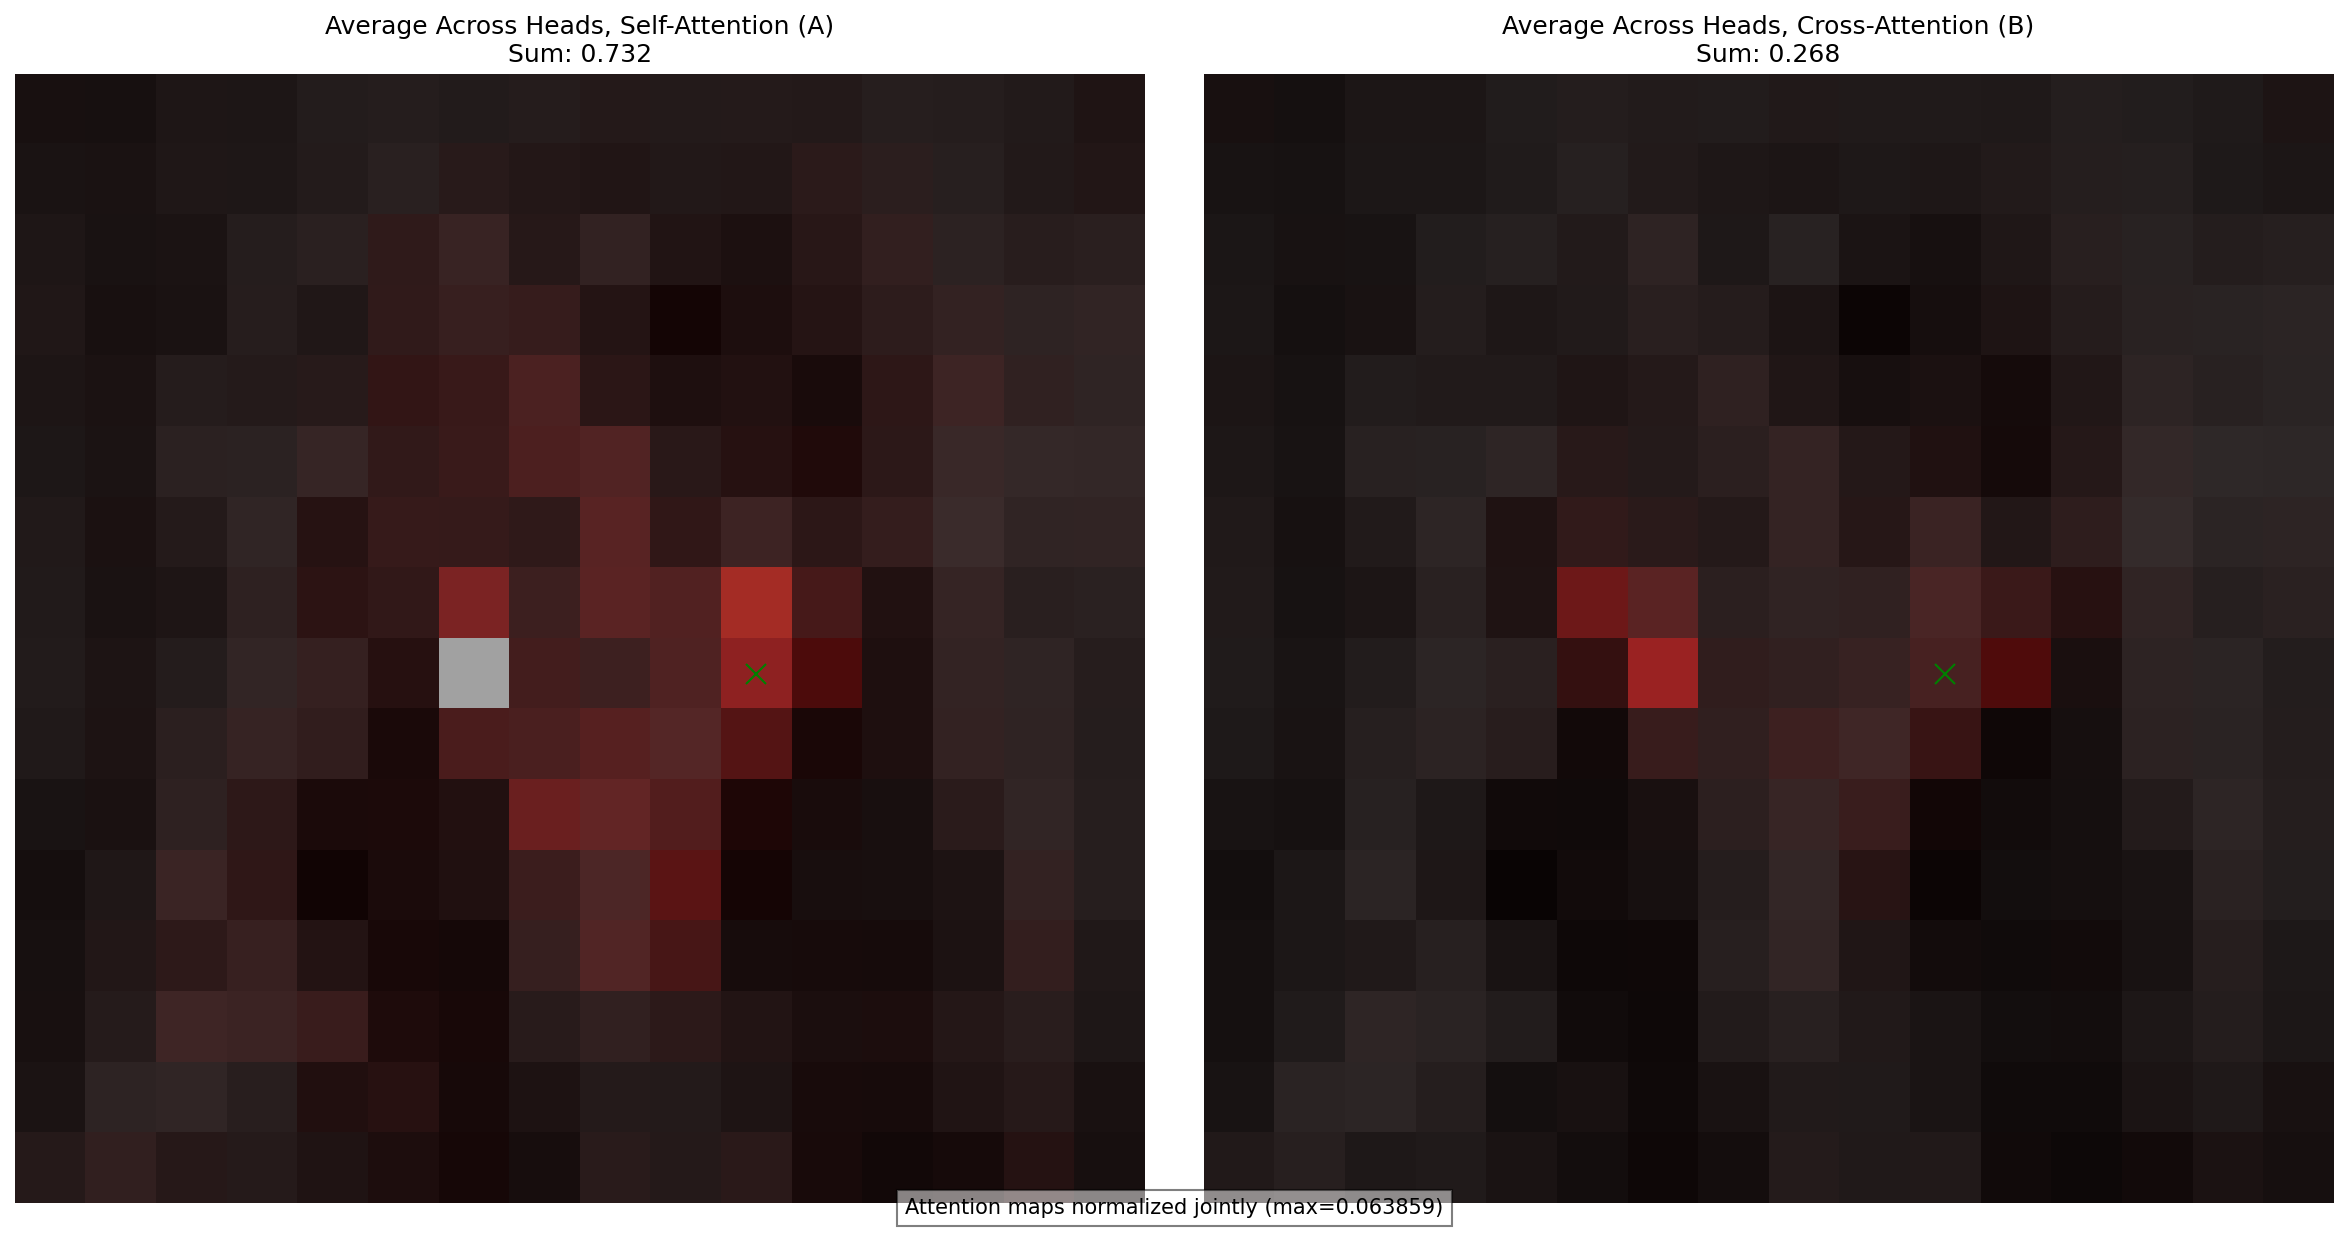 Average Across Heads, Self-Attention (A)
Sum: 0.732
Average Across Heads, Cross-Attention (B)
Sum: 0.268
Attention maps normalized jointly (max=0.063859)